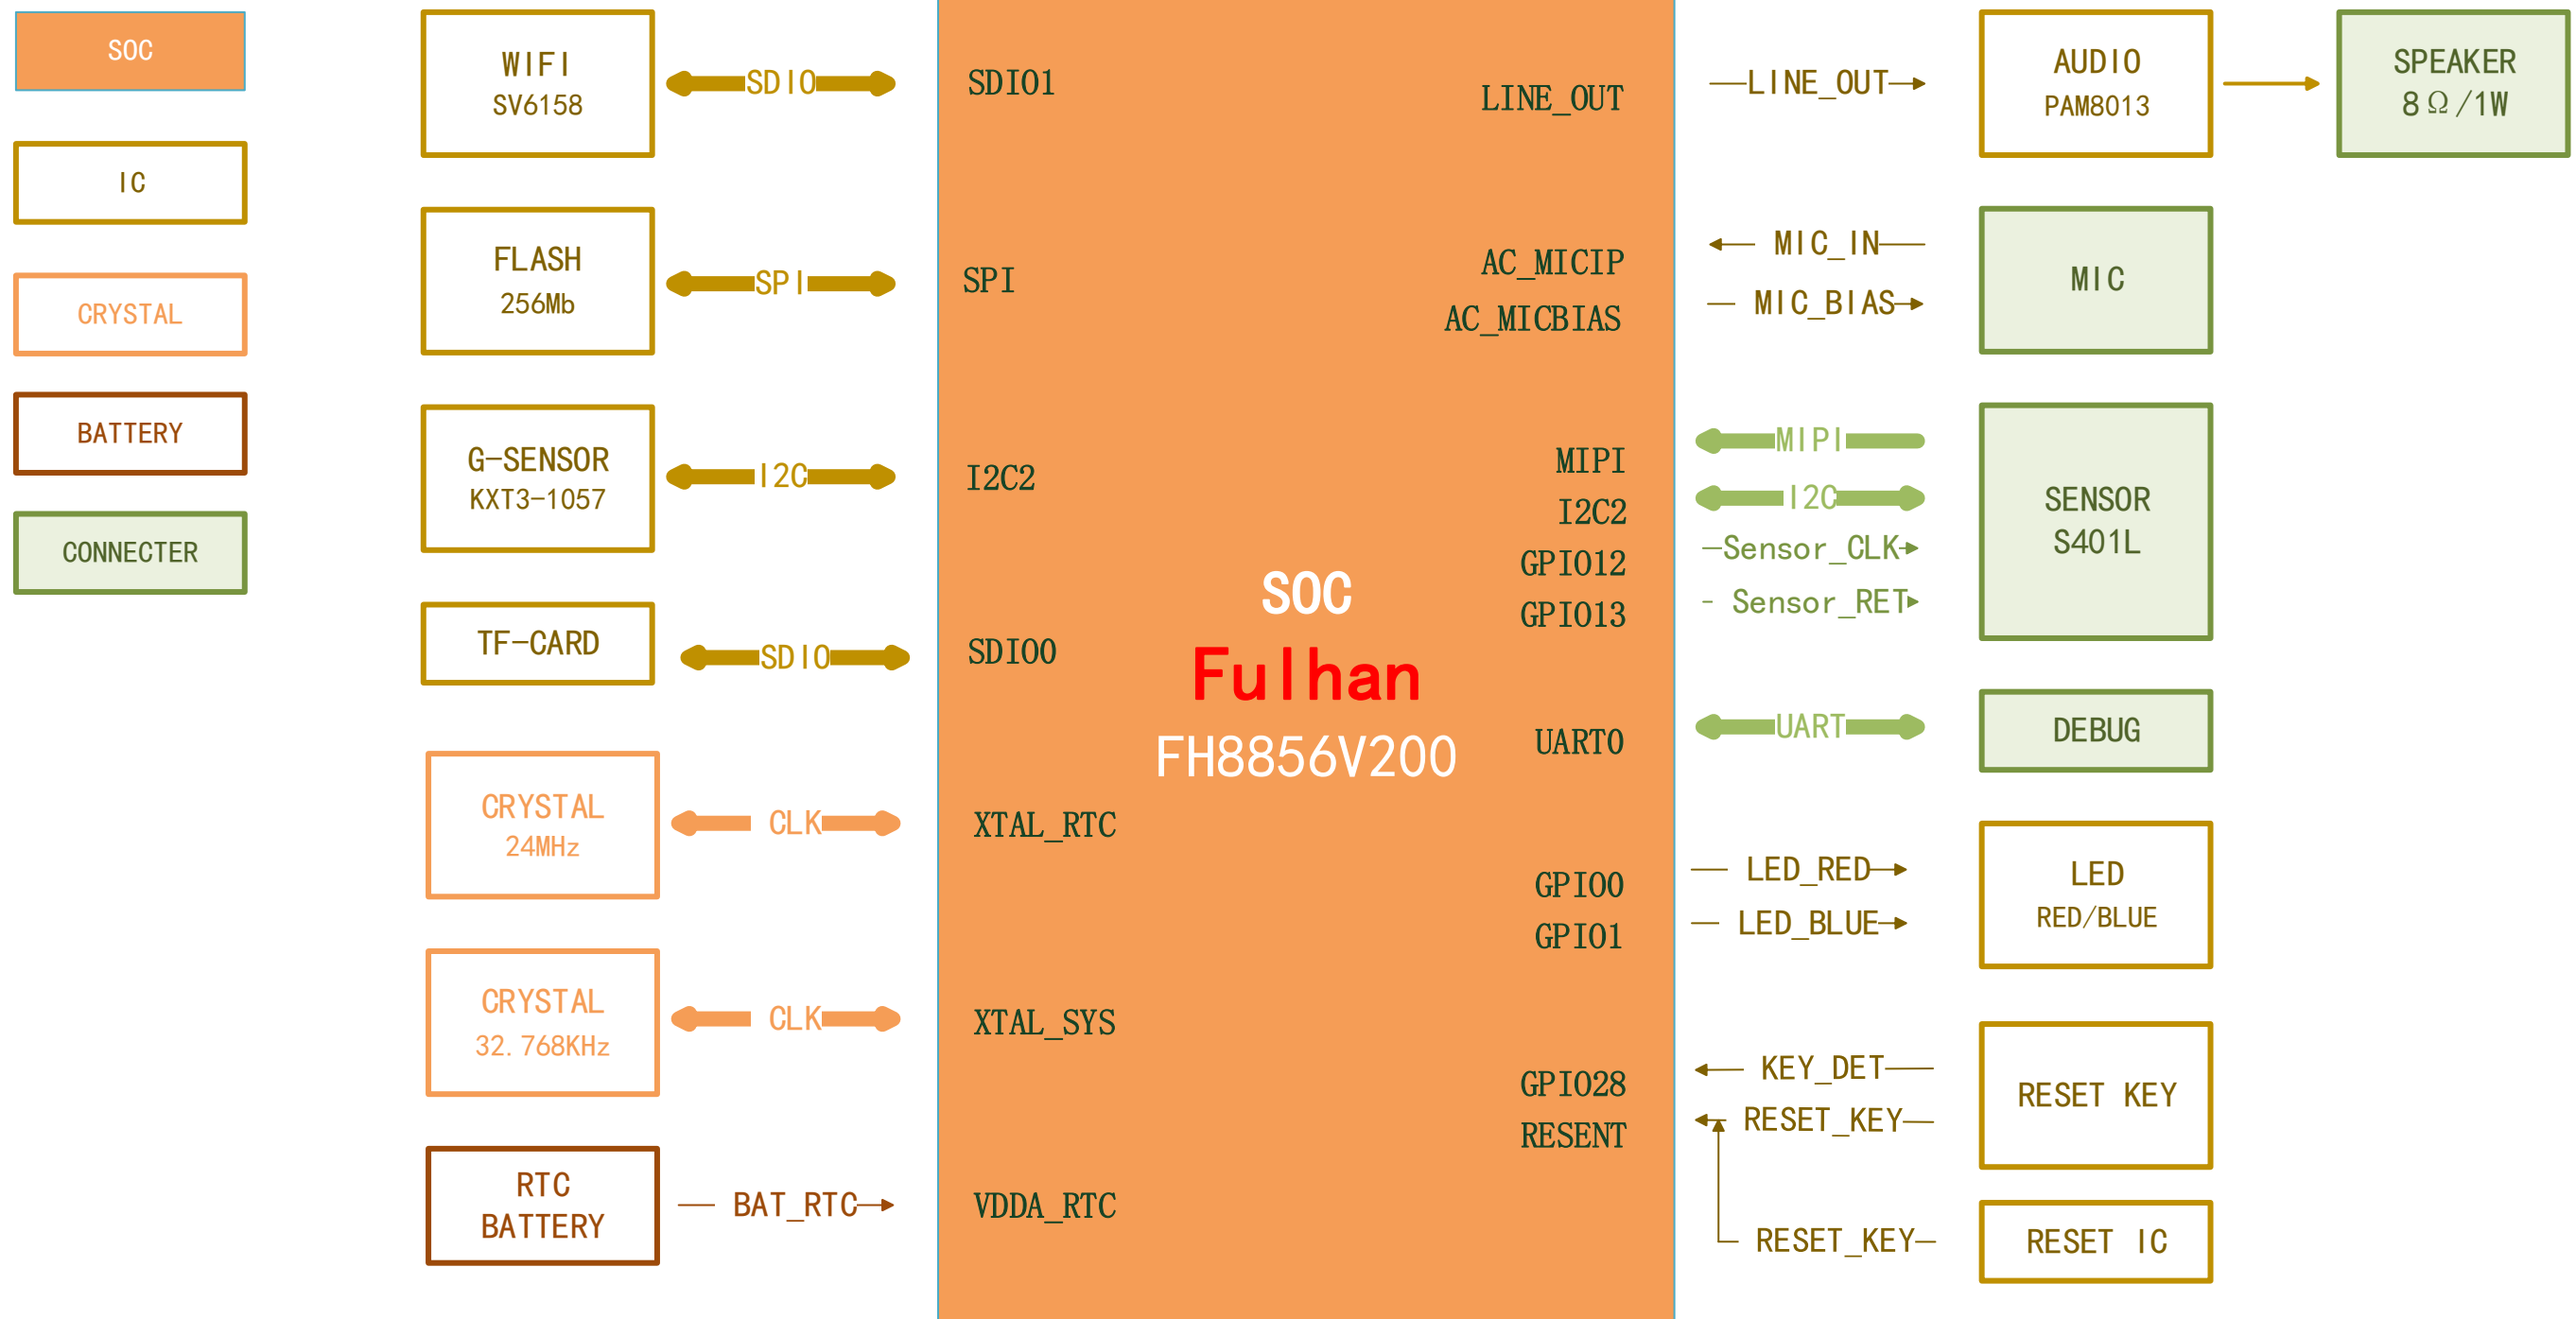 SOC
IC
CRYSTAL
BATTERY
CONNECTER
WIFI
SV6158
SDIO
FLASH
256Mb
SPI
G-SENSOR
KXT3-1057
I2C
TF-CARD
SDIO
CRYSTAL
24MHz
CLK
CRYSTAL
32.768KHz
CLK
RTC
BATTERY
BAT_RTC
SDIO1
SPI
I2C2
SDIO0
XTAL_RTC
XTAL_SYS
VDDA_RTC
SOC
Fulhan
FH8856V200
LINE_OUT
AC_MICIP
AC_MICBIAS
MIPI
I2C2
GPIO12
GPIO13
UART0
GPIO0
GPIO1
GPIO28
RESENT
LINE_OUT
AUDIO
PAM8013
SPEAKER
8Ω/1W
MIC_IN
MIC_BIAS
MIC
MIPI
I2C
Sensor_CLK
Sensor_RET
SENSOR
S401L
UART
DEBUG
LED_RED
LED_BLUE
LED
RED/BLUE
KEY_DET
RESET_KEY
RESET KEY
RESET_KEY
RESET IC